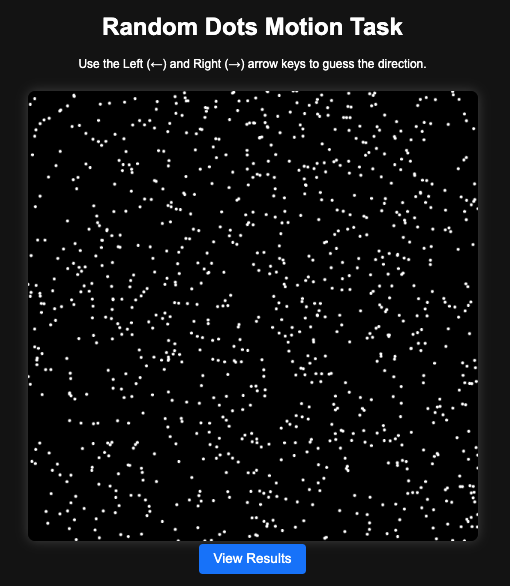 Random Dots Motion Task
Use the Left (←) and Right (→) arrow keys to guess the direction.
View Results